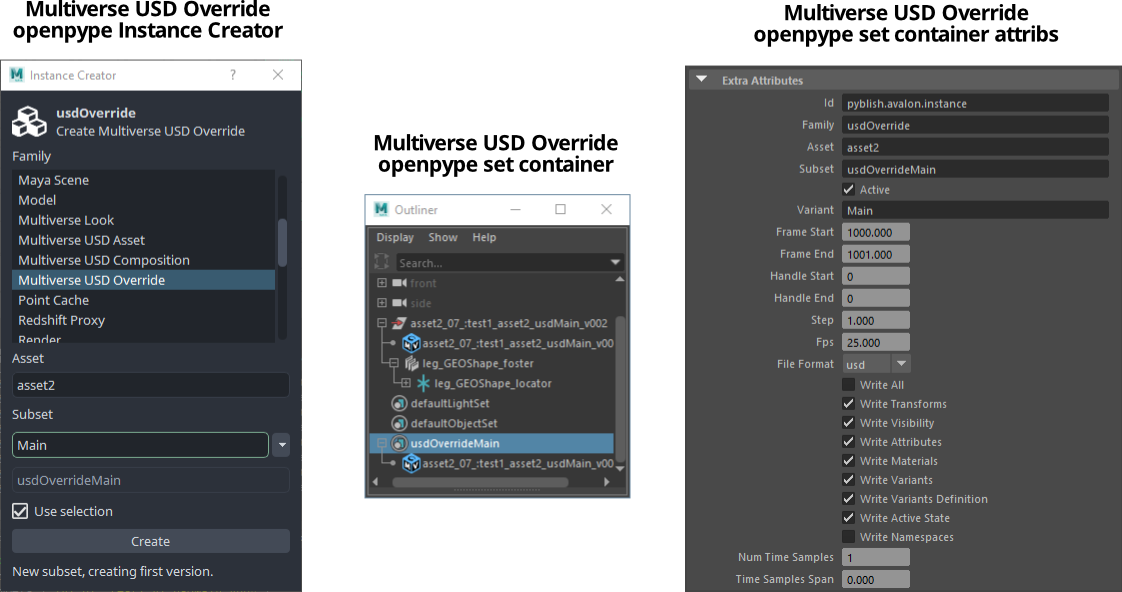 Multiverse USD Override
openpype Instance Creator
Instance Creator
?
usdOverride
Create Multiverse USD Override
Family
Maya Scene
Model
Multiverse Look
Multiverse USD Asset
Multiverse USD Composition
Multiverse USD Override
Point Cache
Redshift Proxy
Render
Asset
asset2
Subset
Main
usdOverrideMain
Use selection
Create
New subset, creating first version.
Multiverse USD Override
openpype set container
Outliner
Display Show Help
Search...
front
side
asset2_07_:test1_asset2_usdMain_v002
asset2_07_:test1_asset2_usdMain_v00
leg_GEOShape_foster
leg_GEOShape_locator
defaultLightSet
defaultObjectSet
usdOverrideMain
asset2_07_:test1_asset2_usdMain_v00
Multiverse USD Override
openpype set container attribs
Extra Attributes
Id pyblish.avalon.instance
Family usdOverride
Asset asset2
Subset usdOverrideMain
Active
Variant Main
Frame Start 1000.000
Frame End 1001.000
Handle Start 0
Handle End 0
Step 1.000
Fps 25.000
File Format usd
Write All
Write Transforms
Write Visibility
Write Attributes
Write Materials
Write Variants
Write Variants Definition
Write Active State
Write Namespaces
Num Time Samples 1
Time Samples Span 0.000